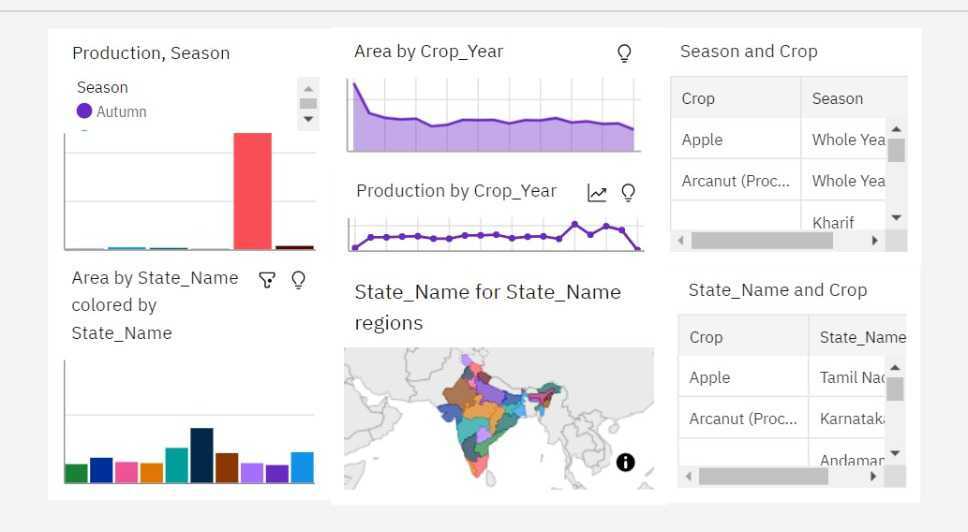 Production, Season
Season
Autumn
Area by State_Name
colored by
State_Name
Area by Crop_Year
Production by Crop_Year
State_Name for State_Name
regions
Season and Crop
Crop Season
Apple Whole Yea
Arcanut (Proc... Whole Yea
Kharif
State_Name and Crop
Crop State_Name
Apple Tamil Nad
Arcanut (Proc... Karnataka
Andaman